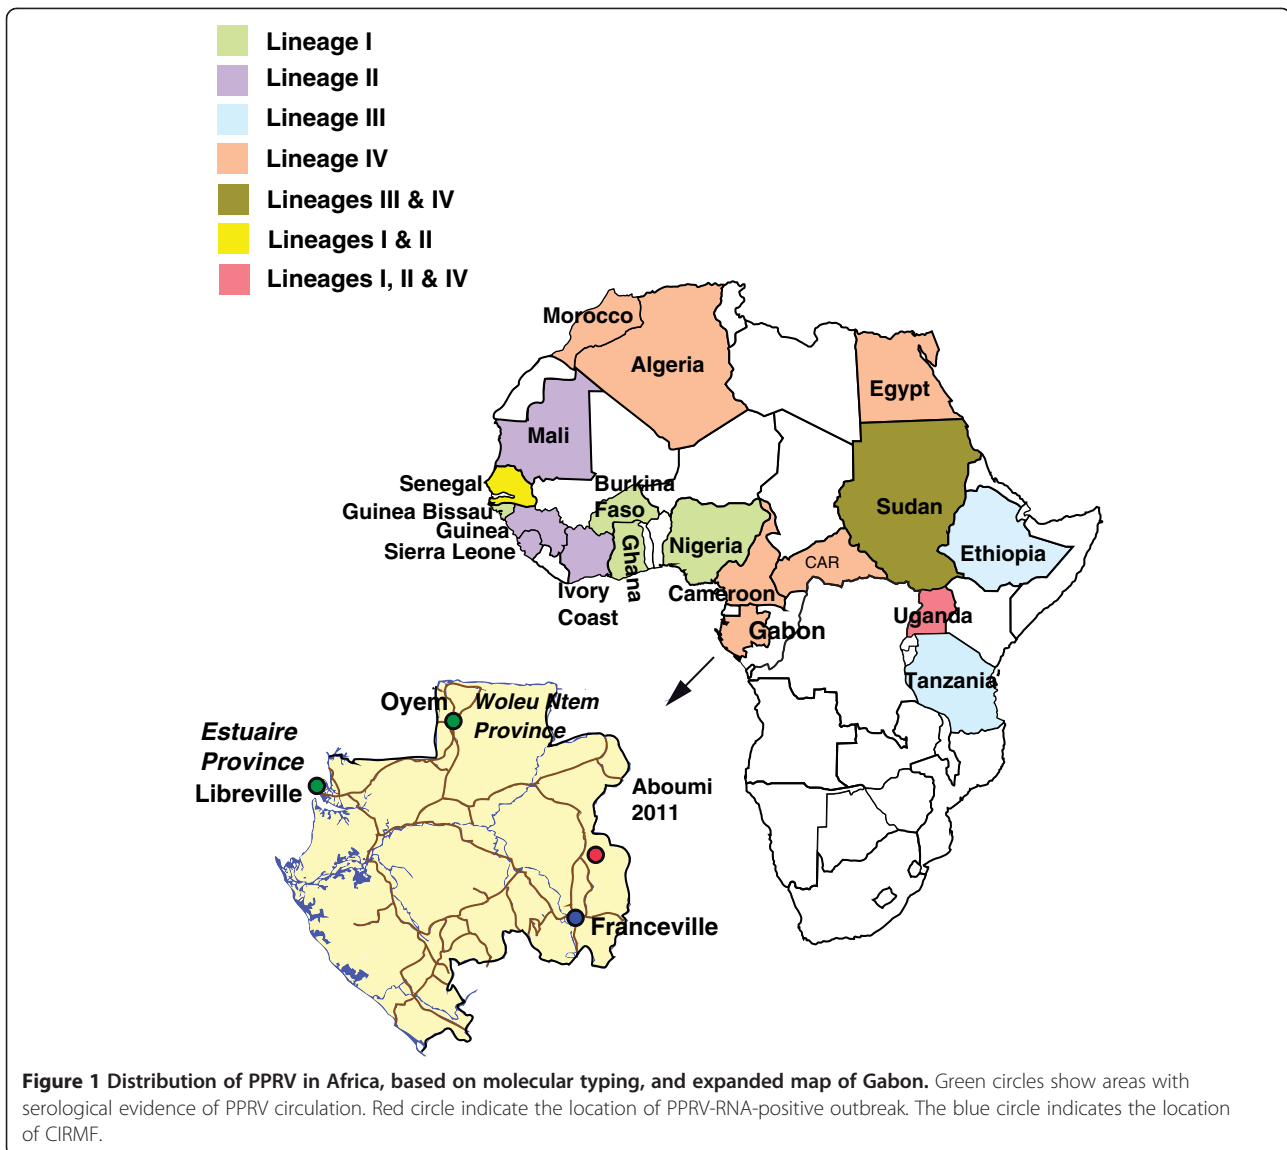 Lineage I
Lineage II
Lineage III
Lineage IV
Lineages III & IV
Lineages I & II
Lineages I, II & IV
Morocco
Algeria
Egypt
Mali
Senegal
Burkina
Faso
Guinea Bissau
Guinea
Sierra Leone
Ghana
Nigeria
Sudan
Ethiopia
CAR
Ivory
Coast
Cameroon
Uganda
Gabon
Tanzania
Oyem
Woleu Ntem
Province
Estuaire
Province
Libreville
Aboumi
2011
Franceville
Figure 1 Distribution of PPRV in Africa, based on molecular typing, and expanded map of Gabon. Green circles show areas with
serological evidence of PPRV circulation. Red circle indicate the location of PPRV-RNA-positive outbreak. The blue circle indicates the location
of CIRMF.